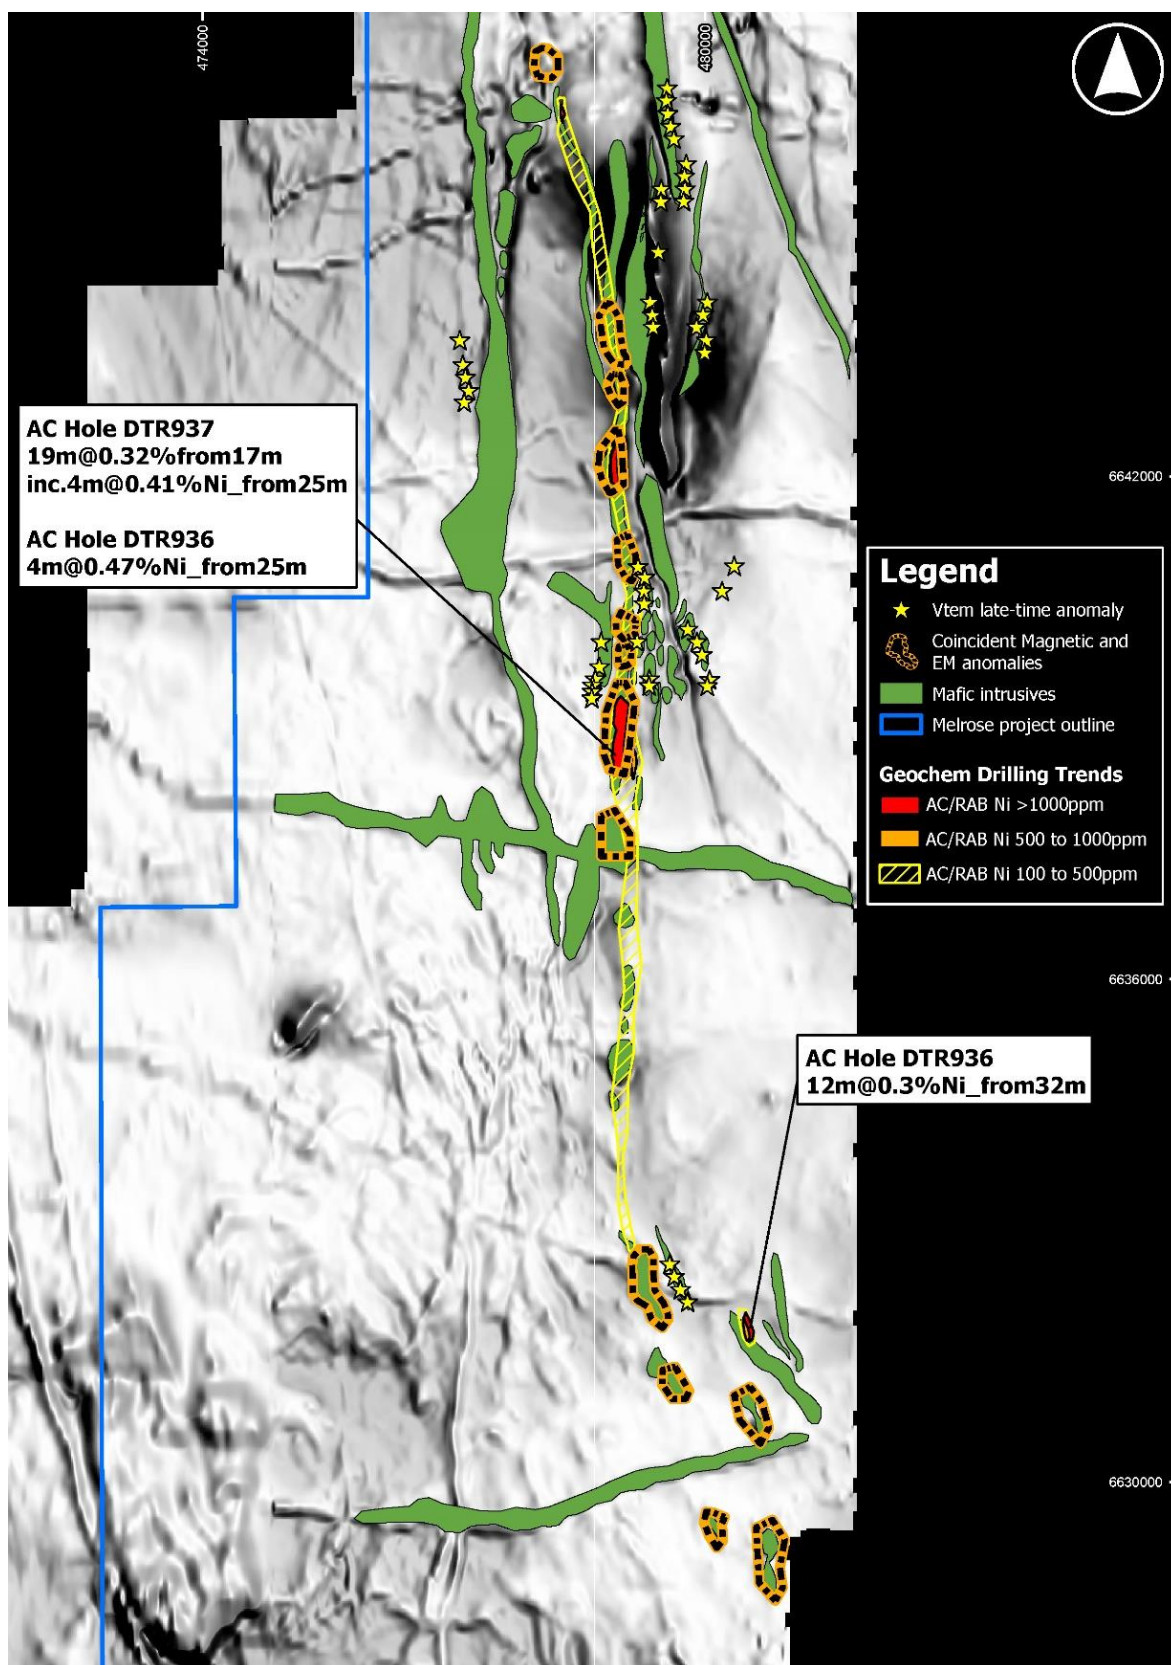 474000
480000
AC Hole DTR937
19m@0.32%from17m
inc.4m@0.41%Ni_from25m
AC Hole DTR936
4m@0.47%Ni_from25m
6642000
Legend
Vtem late-time anomaly
Coincident Magnetic and
EM anomalies
Mafic intrusives
Melrose project outline
Geochem Drilling Trends
AC/RAB Ni >1000ppm
AC/RAB Ni 500 to 1000ppm
AC/RAB Ni 100 to 500ppm
6636000
AC Hole DTR936
12m@0.3%Ni_from32m
6630000